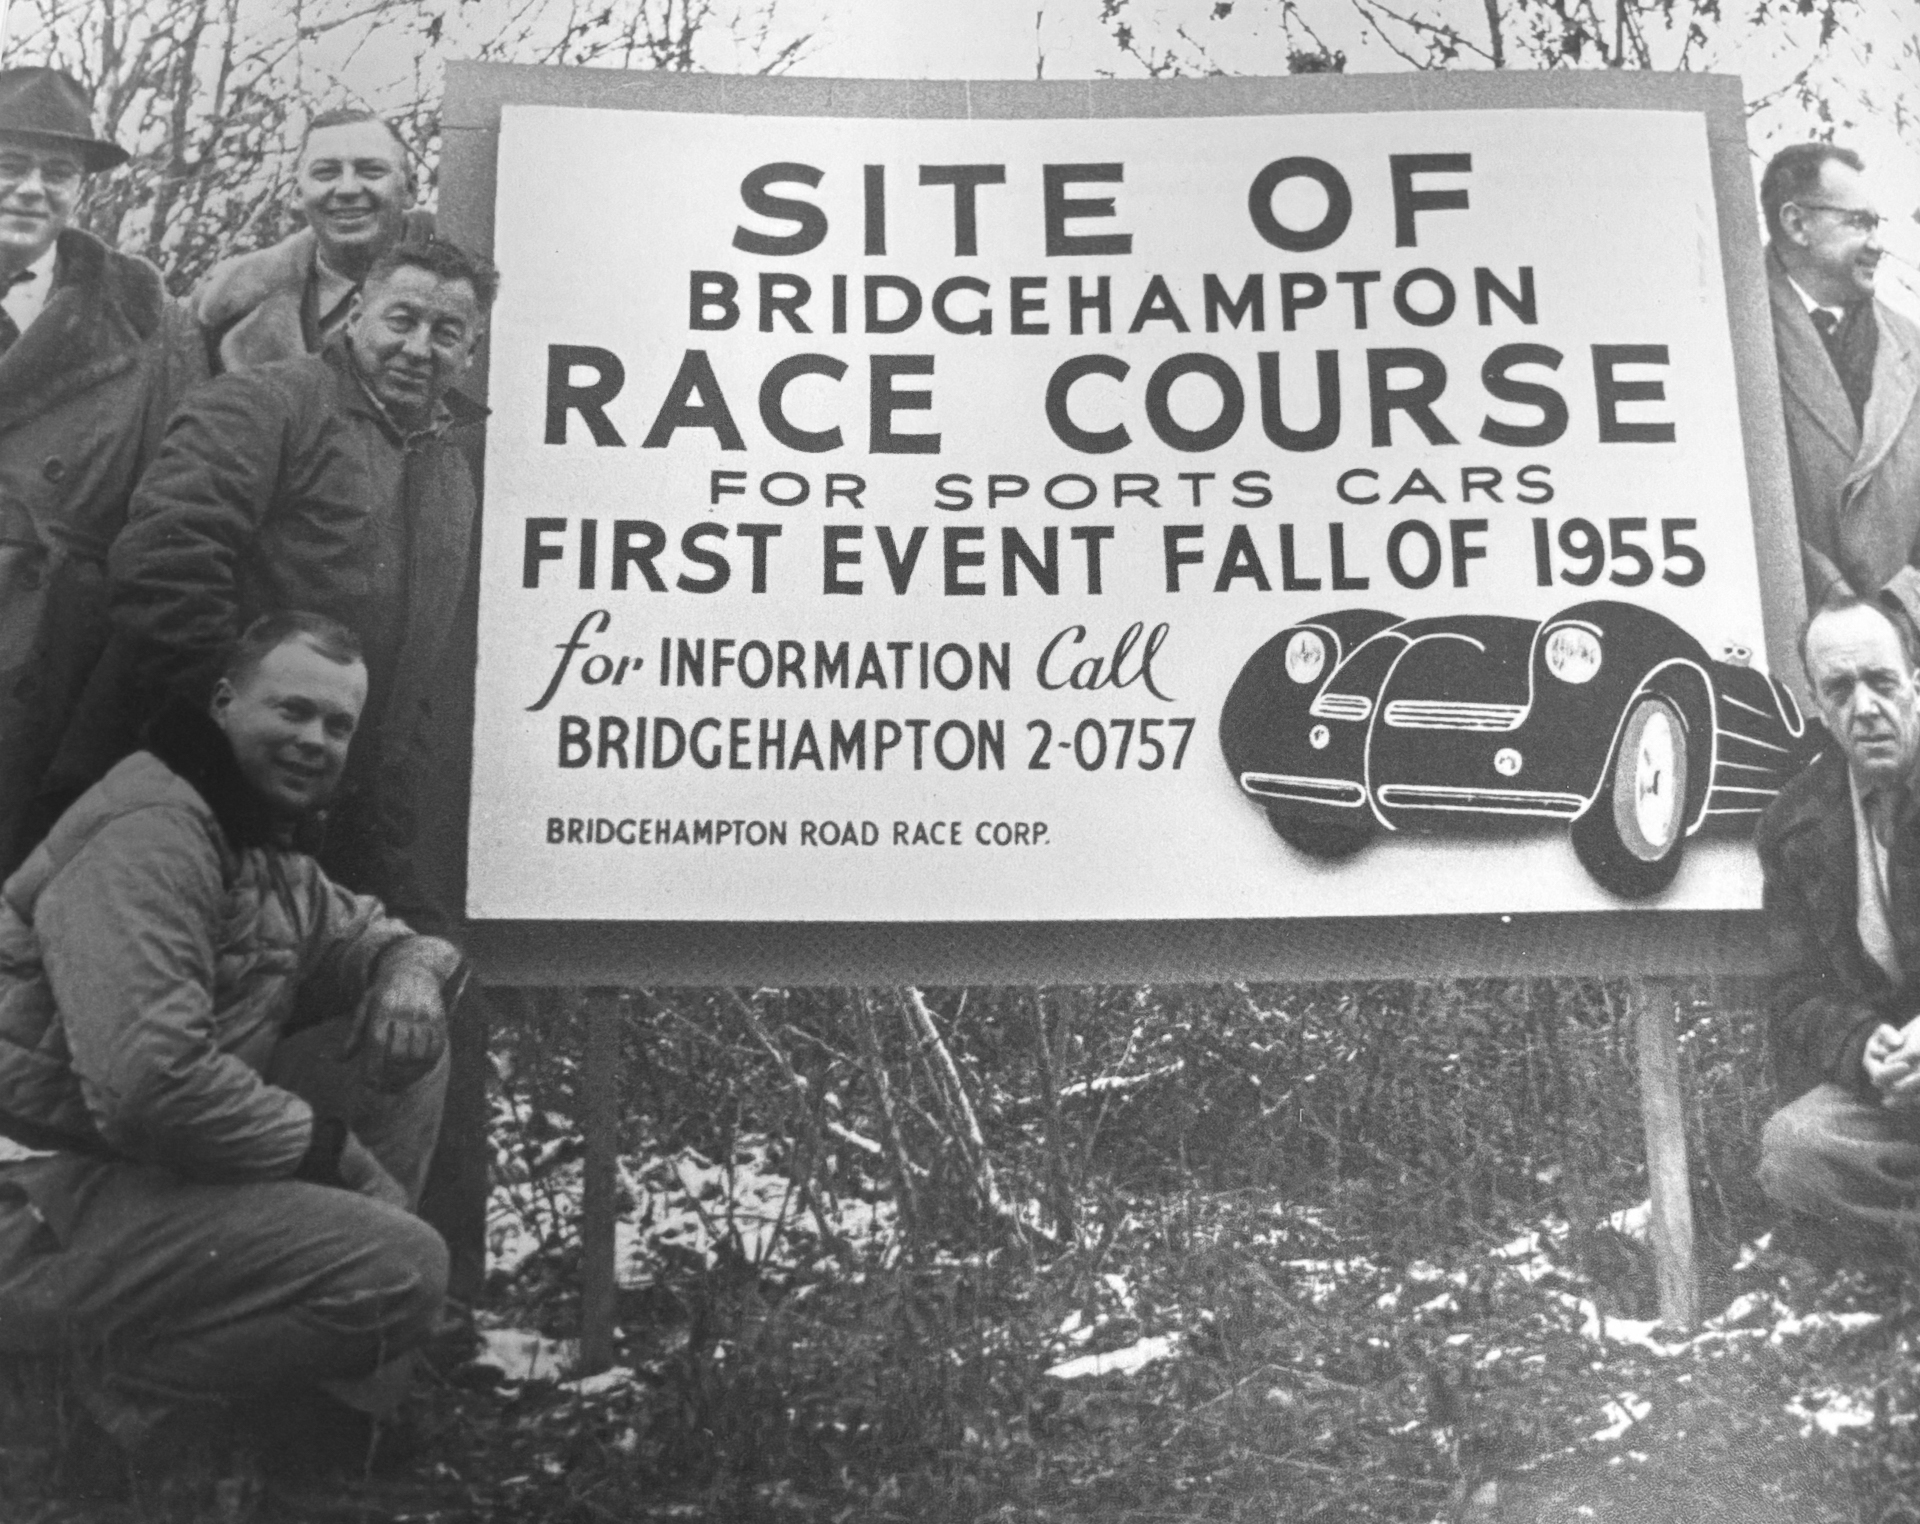 SITE OF
BRIDGEHAMPTON
RACE COURSE
FOR SPORTS CARS
FIRST EVENT FALL OF 1955
for INFORMATION Call
BRIDGEHAMPTON 2-0757
BRIDGEHAMPTON ROAD RACE CORP.